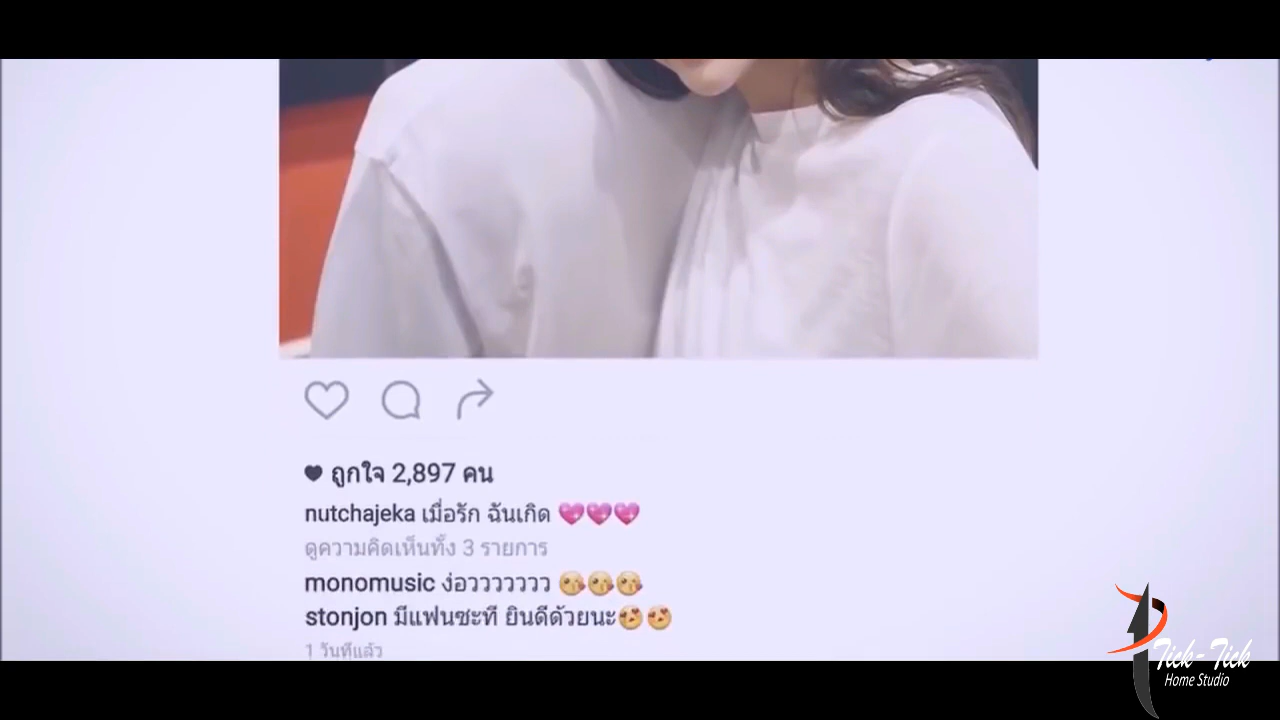 ถูกใจ 2,897 คน
nutchajeka เมื่อรัก ฉันเกิด 💖💖💖
ดูความคิดเห็นทั้ง 3 รายการ
monomusic ง่อววววววว 😘😘😘
stonjon มีแฟนซะที ยินดีด้วยนะ😍😍
1 วันที่แล้ว
Tick-Tick
Home Studio